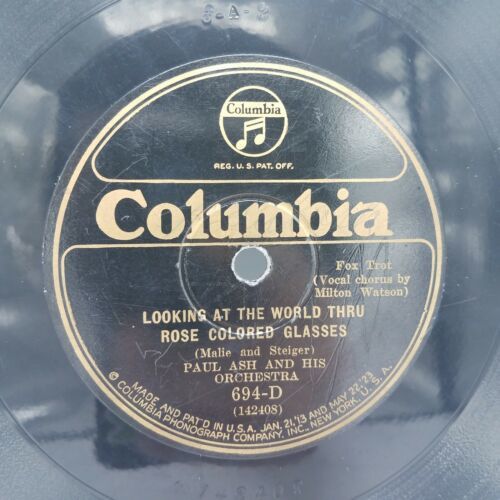 6-A-8
Columbia
REG. U.S. PAT. OFF.
Columbia
Fox Trot
(Vocal chorus by
Milton Watson)
LOOKING AT THE WORLD THRU
ROSE COLORED GLASSES
(Malie and Steiger)
PAUL ASH AND HIS
ORCHESTRA
694-D
(142408)
MADE AND PAT'D IN U.S.A. JAN. 21,'13 AND MAY 22,'23
© COLUMBIA PHONOGRAPH COMPANY, INC., NEW YORK, U.S.A.